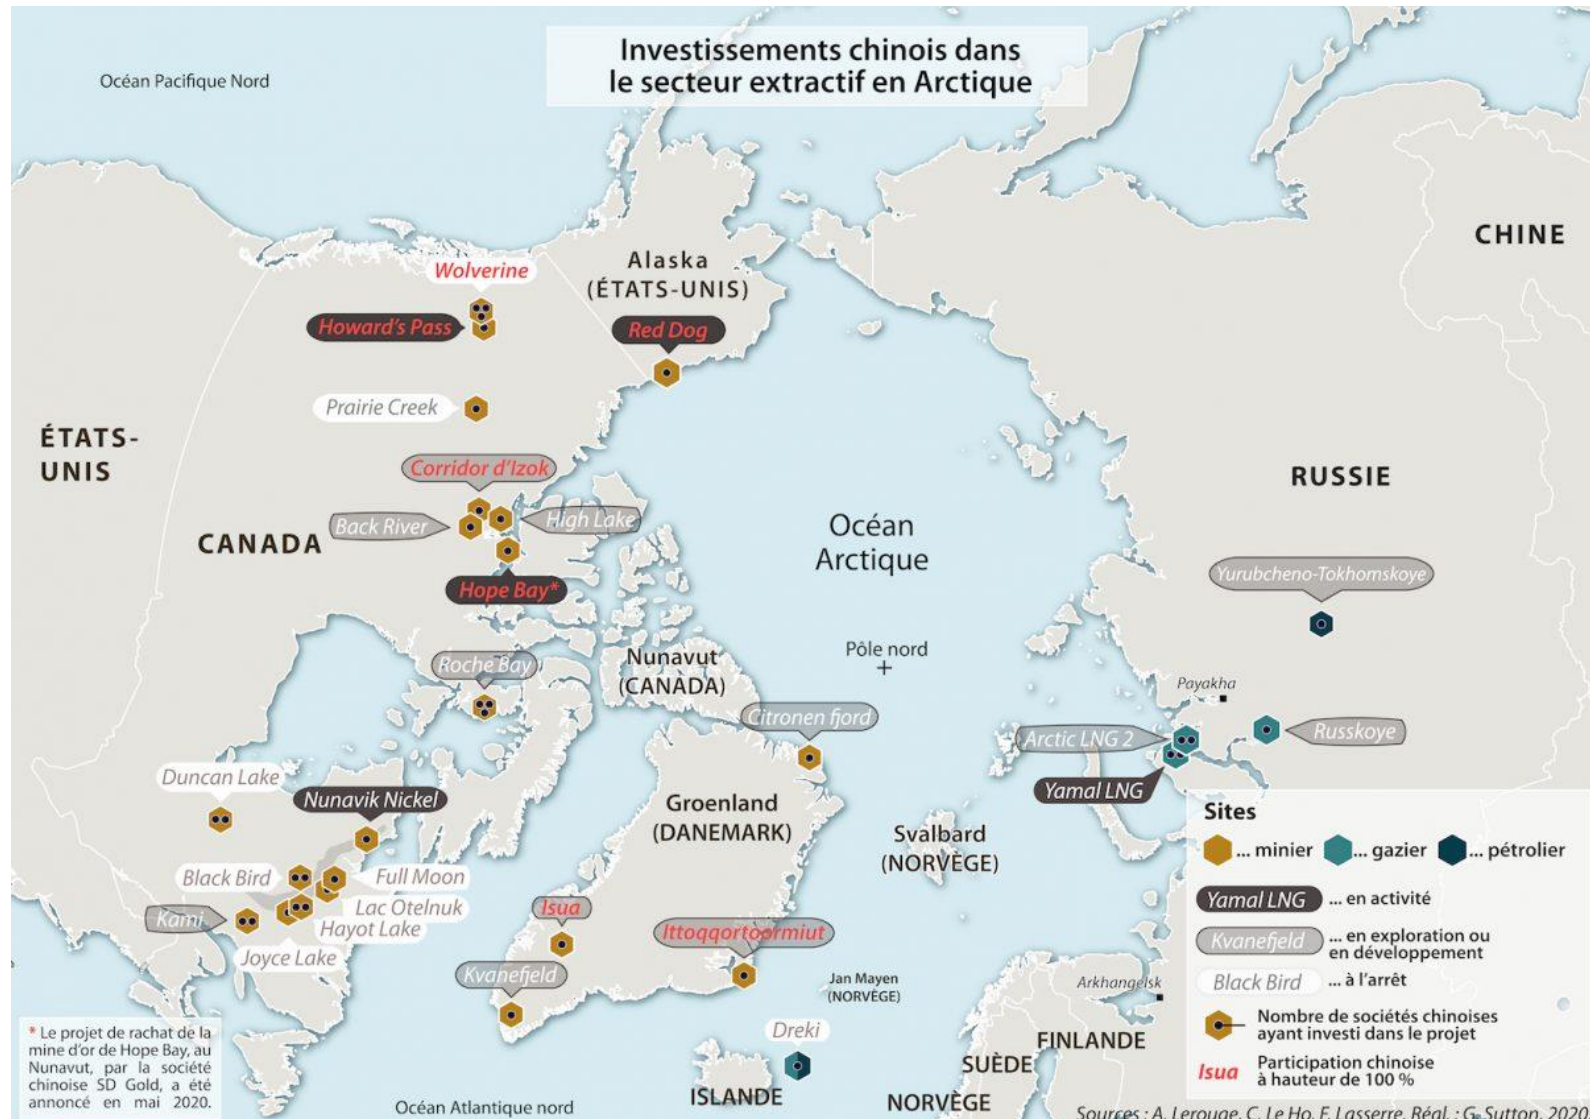 Investissements chinois dans
le secteur extractif en Arctique
Océan Pacifique Nord
CHINE
Alaska
(ÉTATS-UNIS)
Wolverine
Howard's Pass
Red Dog
Prairie Creek
ÉTATS-
UNIS
Corridor d'Izok
RUSSIE
Back River
High Lake
CANADA
Océan
Arctique
Hope Bay*
Yurubcheno-Tokhomskoye
Pôle nord
Roche Bay
Nunavut
(CANADA)
Payakha
Citronen fjord
Arctic LNG 2
Russkoye
Duncan Lake
Yamal LNG
Nunavik Nickel
Groenland
(DANEMARK)
Svalbard
(NORVÈGE)
Black Bird
Full Moon
Kami
Lac Otelnuk
Hayot Lake
Joyce Lake
Isua
Ittoqqortoormiut
Kvanefjeld
Jan Mayen
(NORVÈGE)
Arkhangelsk
Dreki
FINLANDE
SUÈDE
ISLANDE
NORVÈGE
Océan Atlantique nord
* Le projet de rachat de la
mine d'or de Hope Bay, au
Nunavut, par la société
chinoise SD Gold, a été
annoncé en mai 2020.
Sites
... minier ... gazier ... pétrolier
Yamal LNG ... en activité
Kvanefjeld ... en exploration ou
en développement
Black Bird ... à l'arrêt
Nombre de sociétés chinoises
ayant investi dans le projet
Isua Participation chinoise
à hauteur de 100 %
Sources : A. Lerouge, C. Le Ho, F. Lasserre, Réal. : G. Sutton, 2020